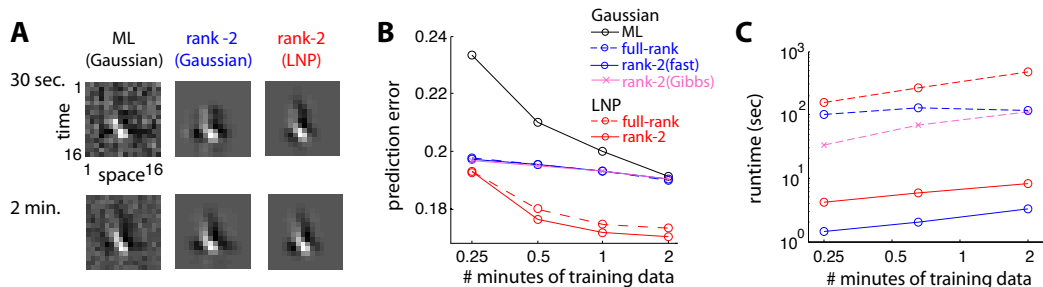 A
ML
(Gaussian)
rank -2
(Gaussian)
rank-2
(LNP)
30 sec.
1
time
16
1
space
16
2 min.
B
0.24
0.22
0.2
0.18
prediction error
0.25
0.5
1
2
# minutes of training data
Gaussian
ML
full-rank
rank-2(fast)
rank-2(Gibbs)
LNP
full-rank
rank-2
C
10³
10²
10¹
10⁰
runtime (sec)
0.25
0.5
1
2
# minutes of training data